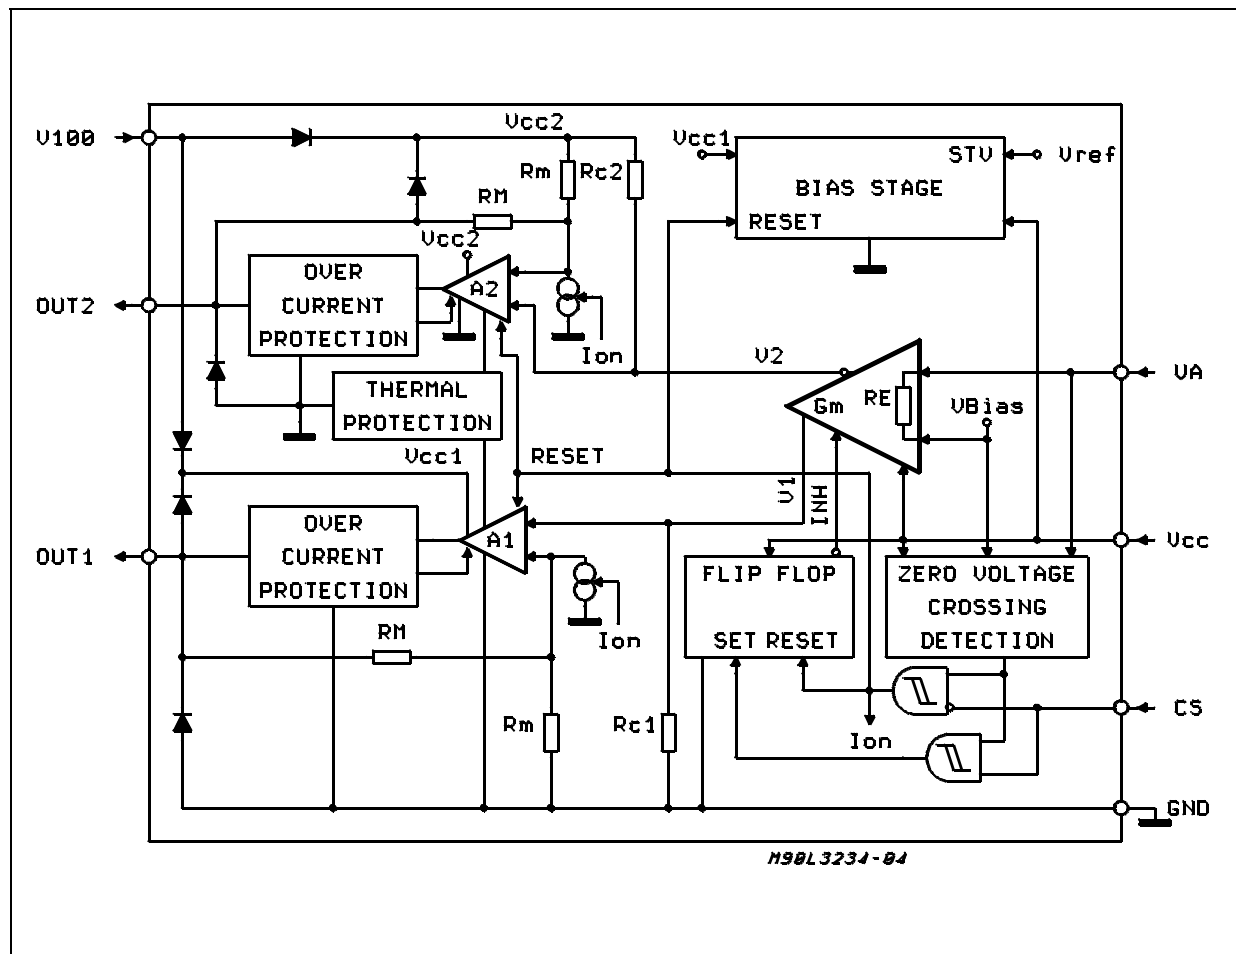 V100
Vcc2
Rm
Rc2
RM
Vcc2
Vcc1
STV
Vref
BIAS STAGE
RESET
OVER
CURRENT
PROTECTION
A2
OUT2
Ion
V2
THERMAL
PROTECTION
Gm
RE
VA
VBias
Vcc1
RESET
V1
INH
OVER
CURRENT
PROTECTION
A1
OUT1
Vcc
FLIP FLOP
SET RESET
ZERO VOLTAGE
CROSSING
DETECTION
Ion
RM
Rm
Rc1
Ion
CS
GND
M90L3234-04